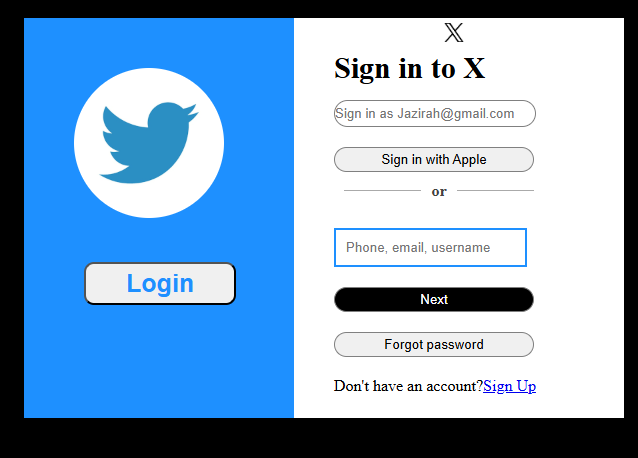 Login
Sign in to X
Sign in as Jazirah@gmail.com
Sign in with Apple
or
Phone, email, username
Next
Forgot password
Don't have an account?Sign Up